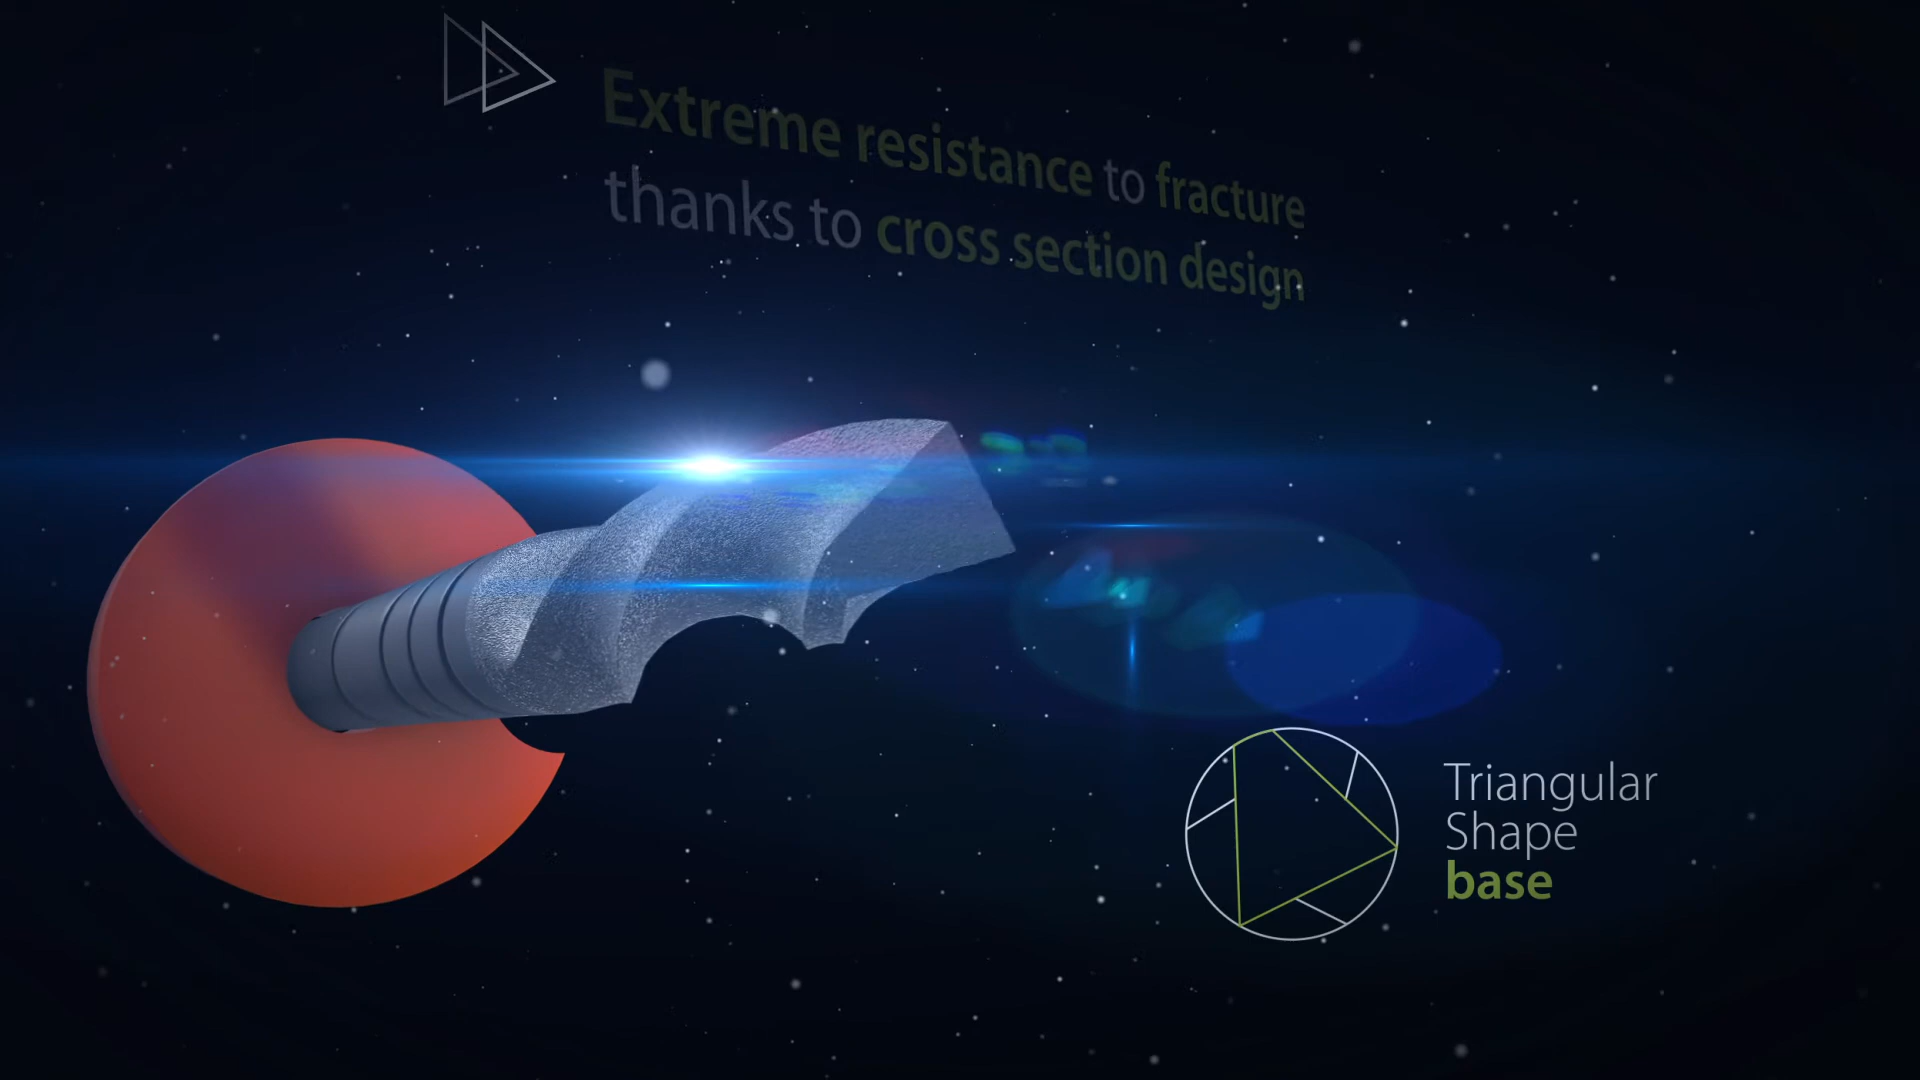 Extreme resistance to fracture
thanks to cross section design
Triangular
Shape
base